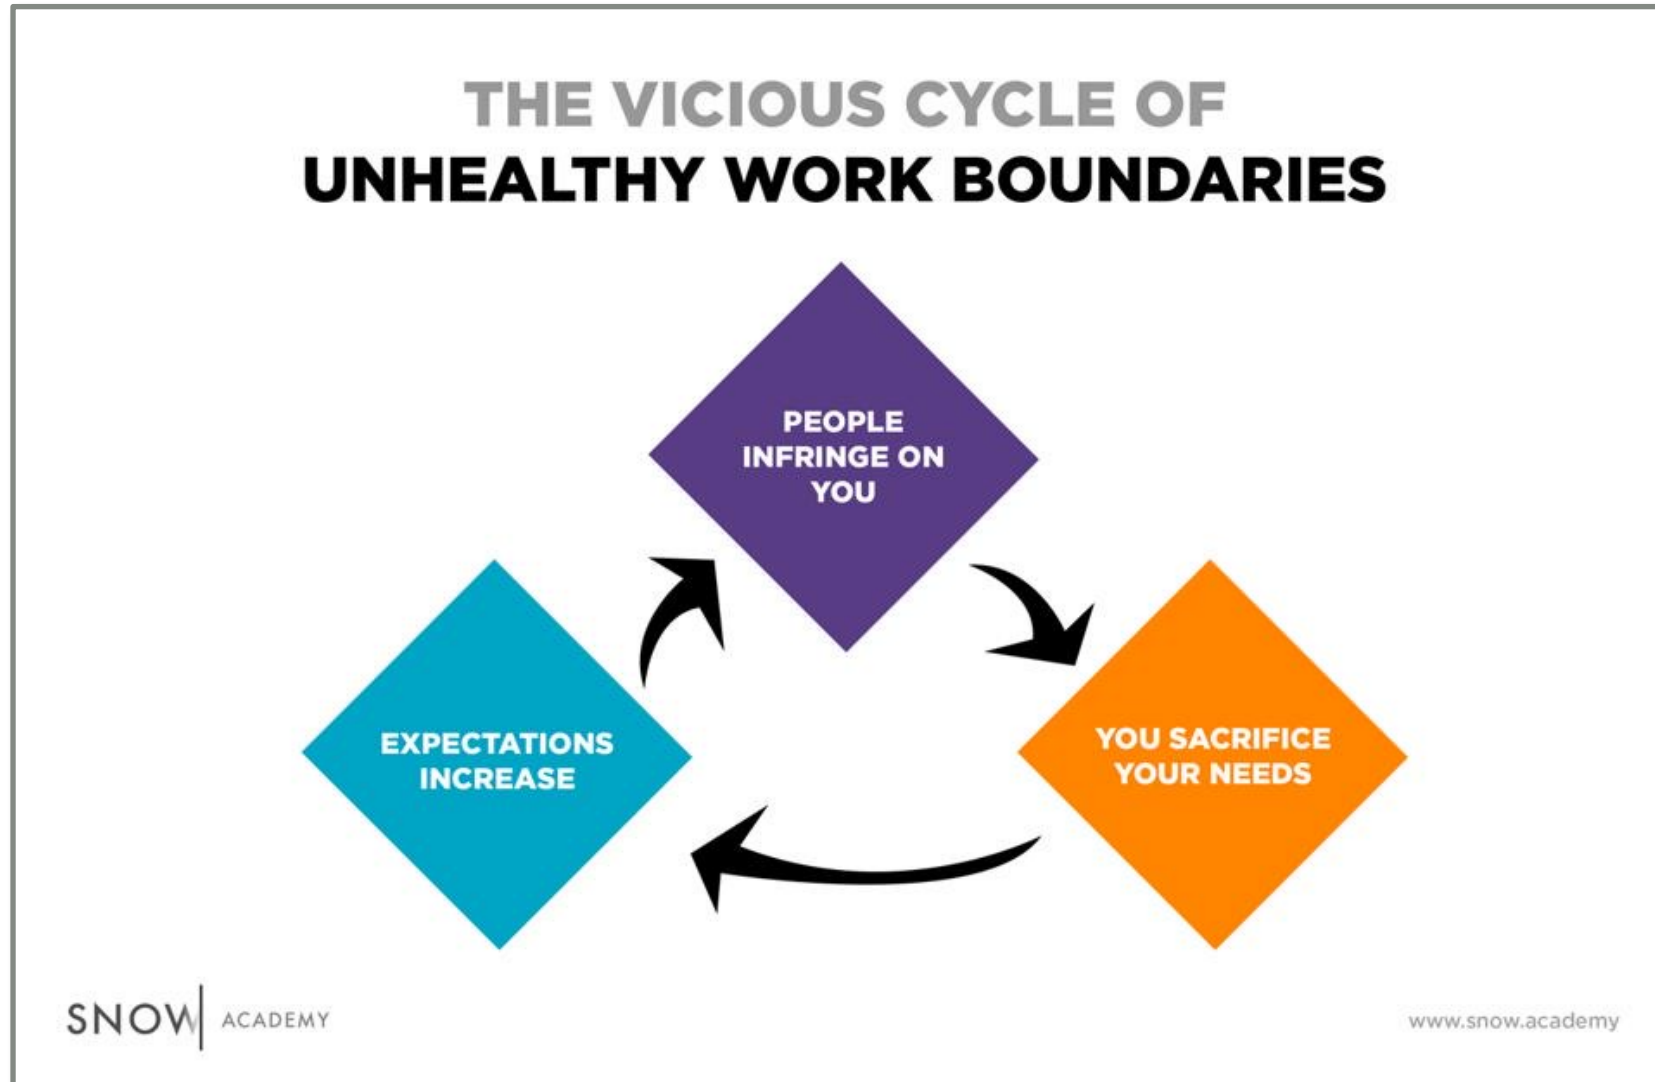 THE VICIOUS CYCLE OF
UNHEALTHY WORK BOUNDARIES
PEOPLE
INFRINGE ON
YOU
EXPECTATIONS
INCREASE
YOU SACRIFICE
YOUR NEEDS
SNOW ACADEMY
www.snow.academy